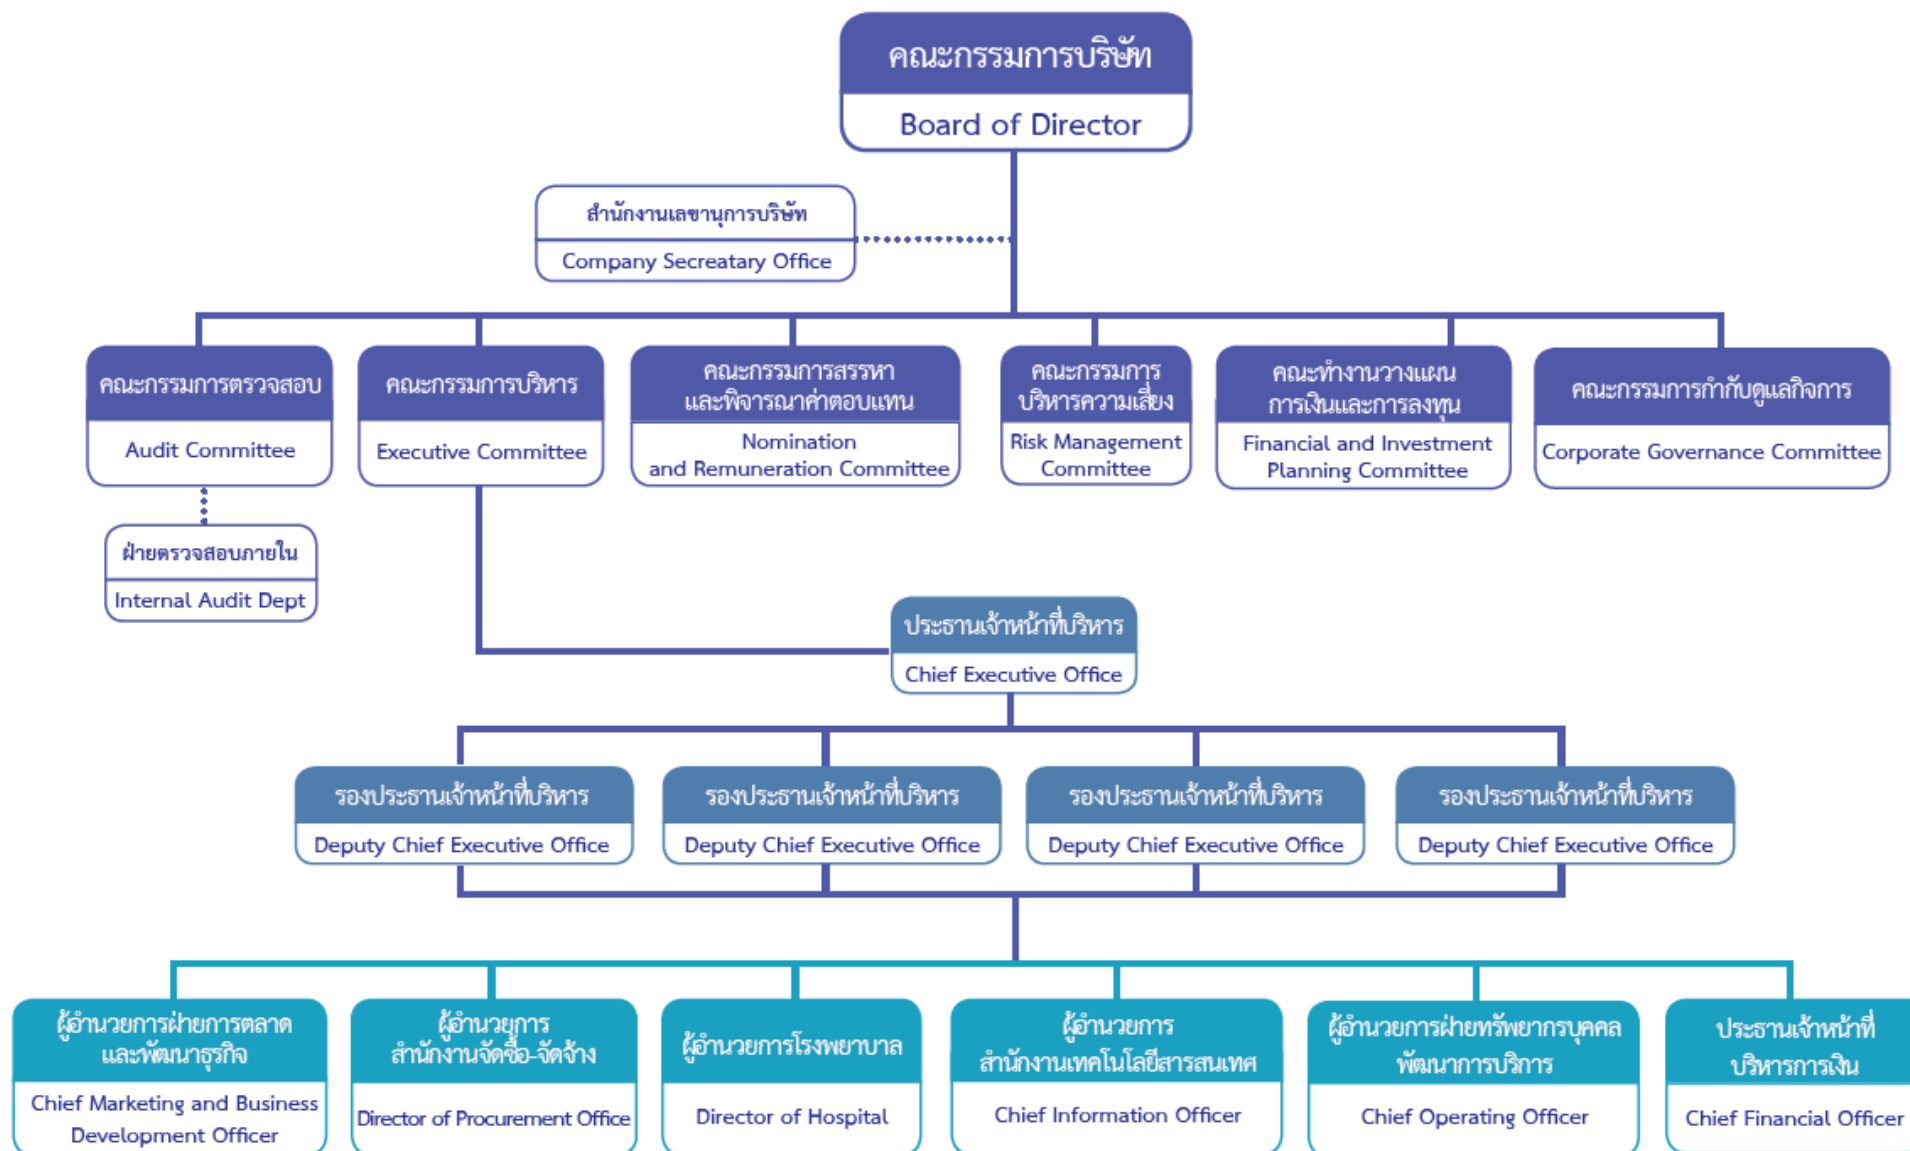 คณะกรรมการบริษัท
Board of Director
สำนักงานเลขานุการบริษัท
Company Secreatary Office
คณะกรรมการตรวจสอบ
Audit Committee
คณะกรรมการบริหาร
Executive Committee
คณะกรรมการสรรหา
และพิจารณาค่าตอบแทน
Nomination
and Remuneration Committee
คณะกรรมการ
บริหารความเสี่ยง
Risk Management
Committee
คณะทำงานวางแผน
การเงินและการลงทุน
Financial and Investment
Planning Committee
คณะกรรมการกำกับดูแลกิจการ
Corporate Governance Committee
ฝ่ายตรวจสอบภายใน
Internal Audit Dept
ประธานเจ้าหน้าที่บริหาร
Chief Executive Office
รองประธานเจ้าหน้าที่บริหาร
Deputy Chief Executive Office
รองประธานเจ้าหน้าที่บริหาร
Deputy Chief Executive Office
รองประธานเจ้าหน้าที่บริหาร
Deputy Chief Executive Office
รองประธานเจ้าหน้าที่บริหาร
Deputy Chief Executive Office
ผู้อำนวยการฝ่ายการตลาด
และพัฒนาธุรกิจ
Chief Marketing and Business
Development Officer
ผู้อำนวยการ
สำนักงานจัดซื้อ-จัดจ้าง
Director of Procurement Office
ผู้อำนวยการโรงพยาบาล
Director of Hospital
ผู้อำนวยการ
สำนักงานเทคโนโลยีสารสนเทศ
Chief Information Officer
ผู้อำนวยการฝ่ายทรัพยากรบุคคล
พัฒนาการบริการ
Chief Operating Officer
ประธานเจ้าหน้าที่
บริหารการเงิน
Chief Financial Officer